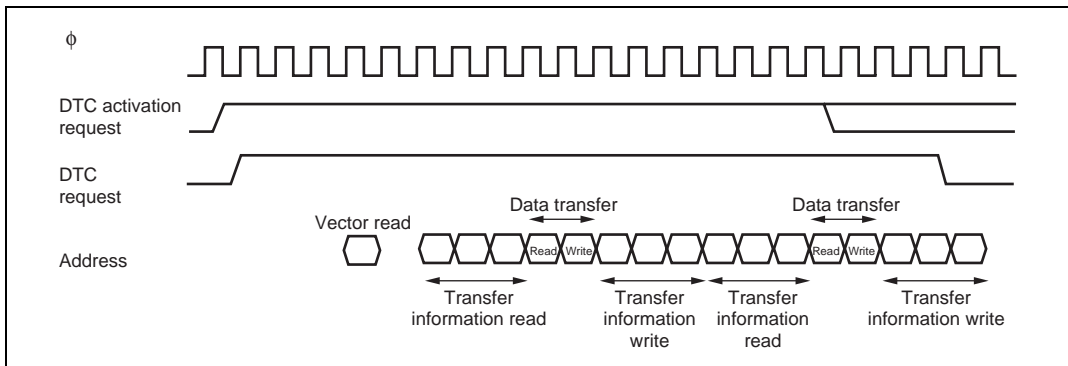 ϕ
DTC activation
request
DTC
request
Data transfer
Data transfer
Vector read
Address
Read
Write
Read
Write
Transfer
information read
Transfer
information
write
Transfer
information
read
Transfer
information write